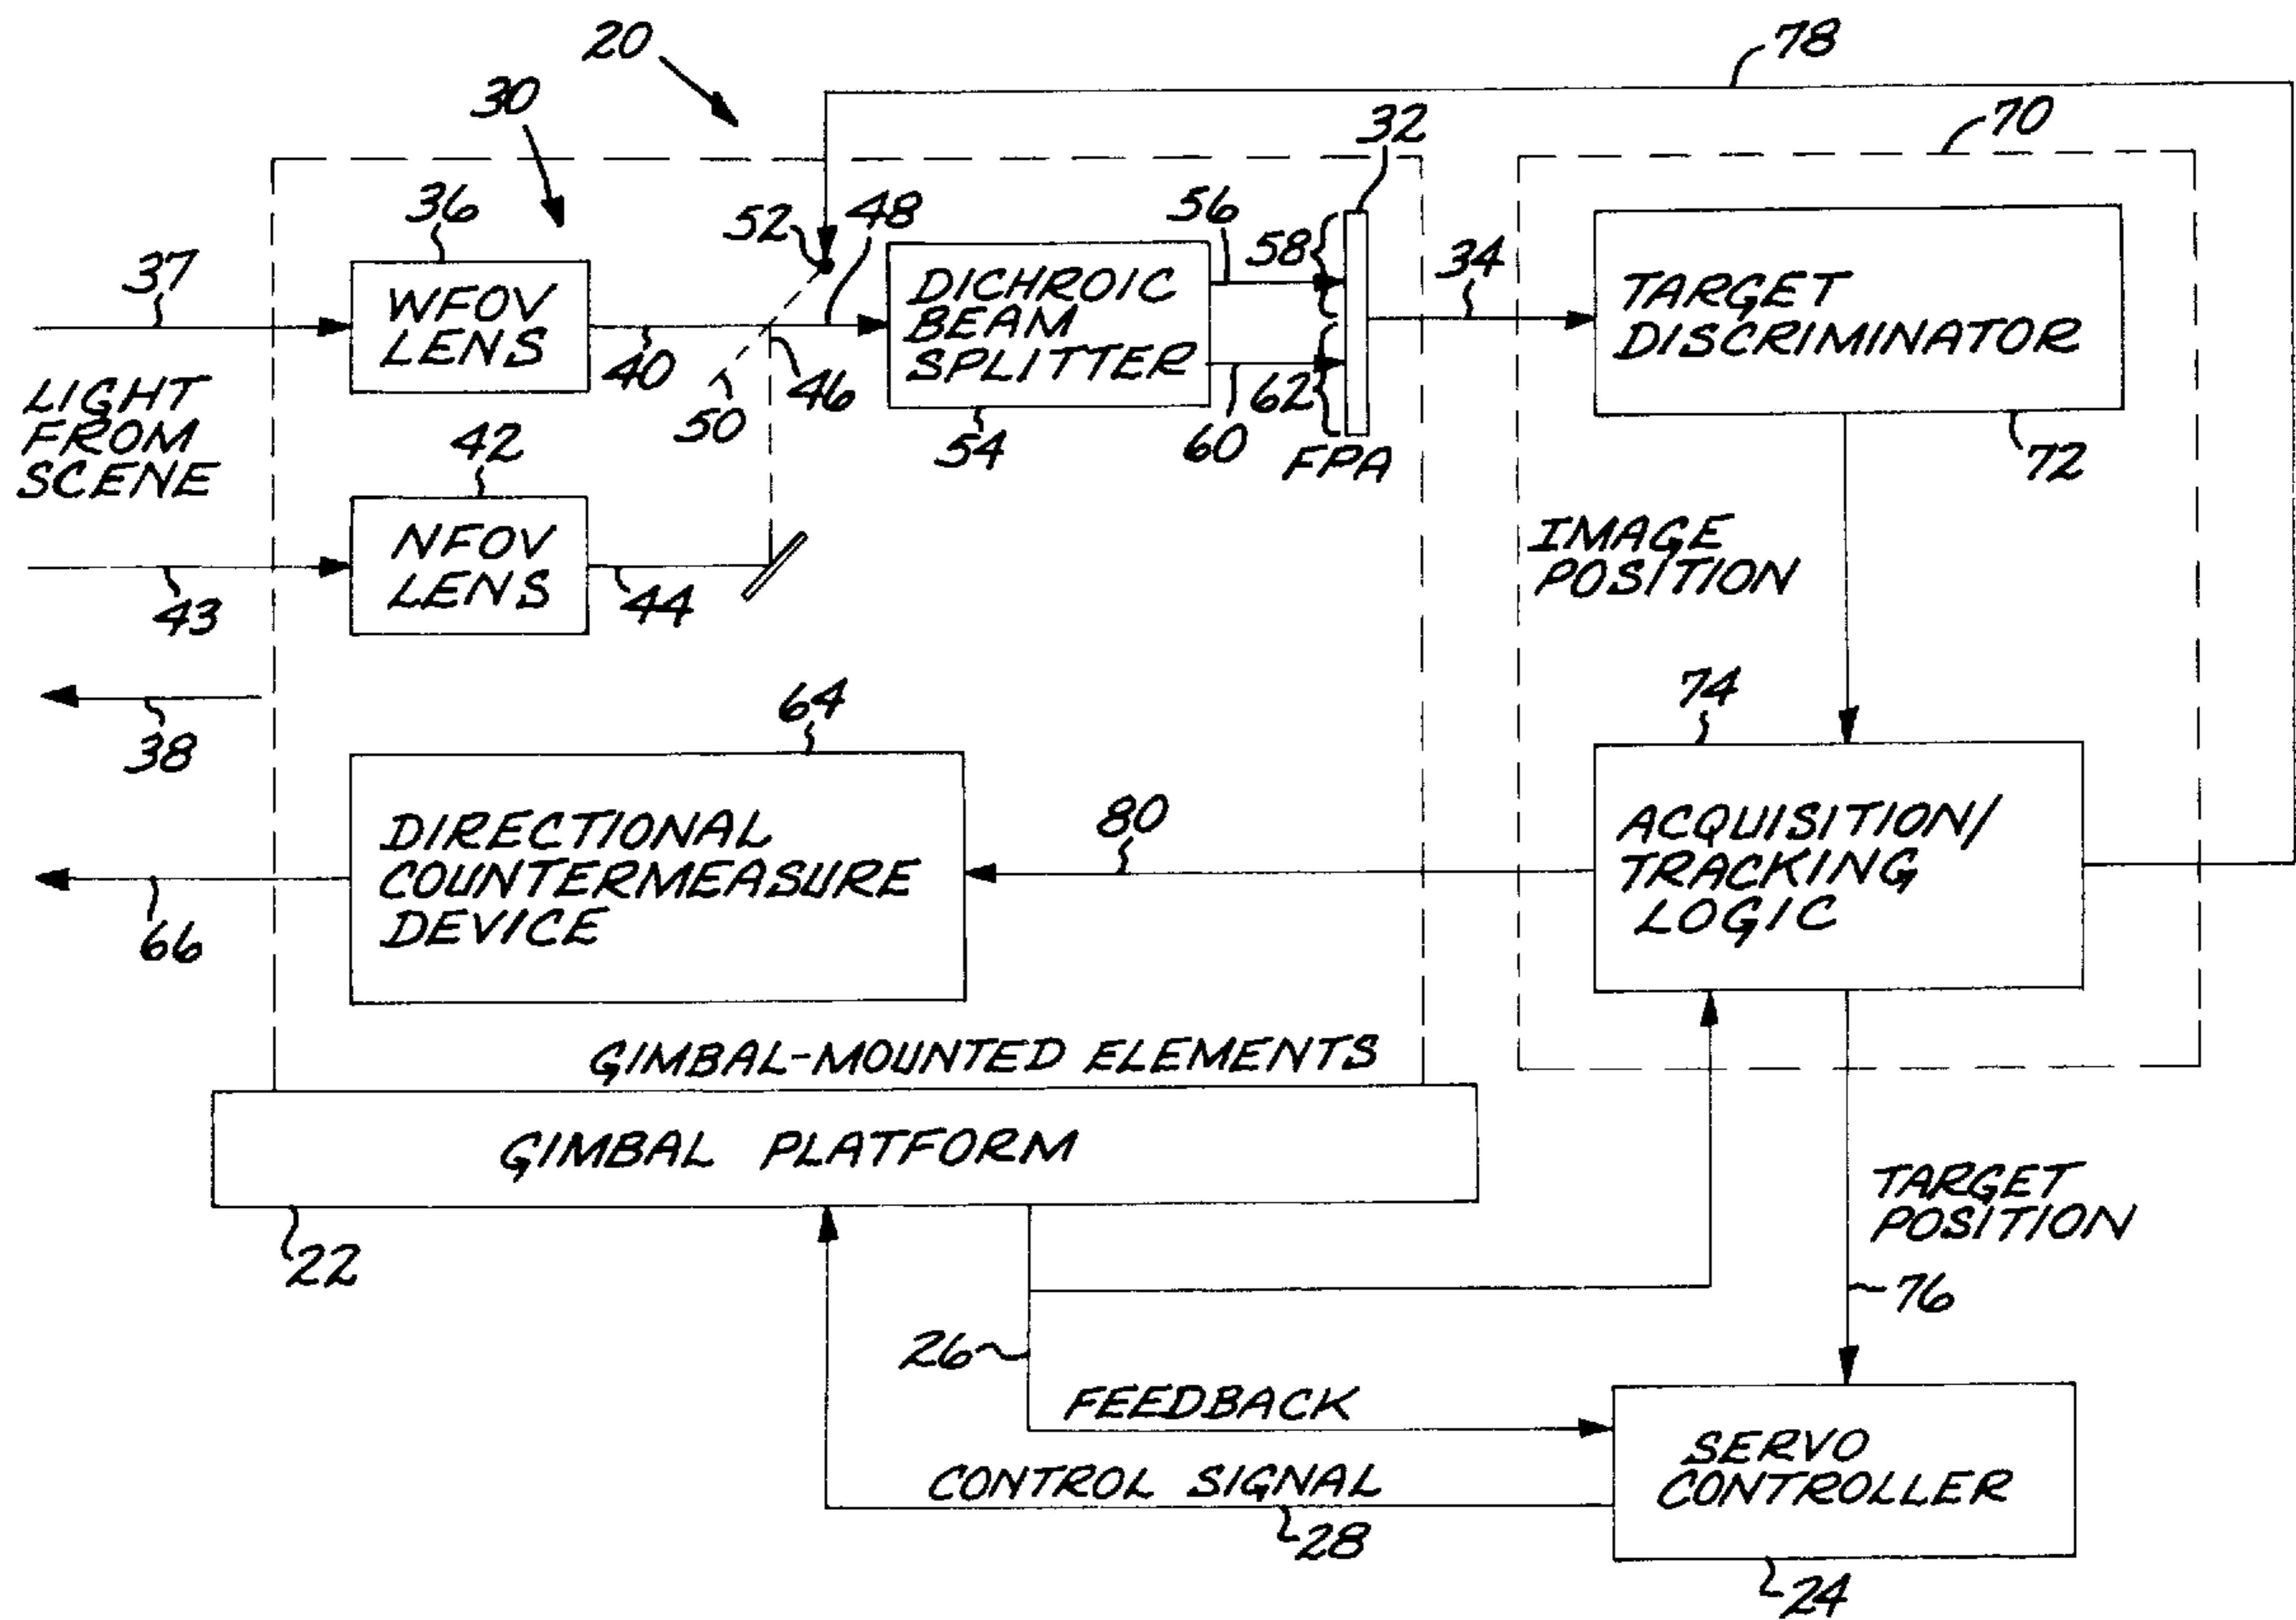 20
78
30
32
70
36
52
48
56
58
34
37
WFOV
LENS
DICHROIC
BEAM
SPLITTER
TARGET
DISCRIMINATOR
40
46
50
62
60
54
FPA
72
LIGHT
FROM
SCENE
42
NFOV
LENS
43
44
IMAGE
POSITION
38
64
74
DIRECTIONAL
COUNTERMEASURE
DEVICE
80
ACQUISITION/
TRACKING
LOGIC
66
GIMBAL-MOUNTED ELEMENTS
GIMBAL PLATFORM
22
TARGET
POSITION
76
26
FEEDBACK
CONTROL SIGNAL
28
SERVO
CONTROLLER
24